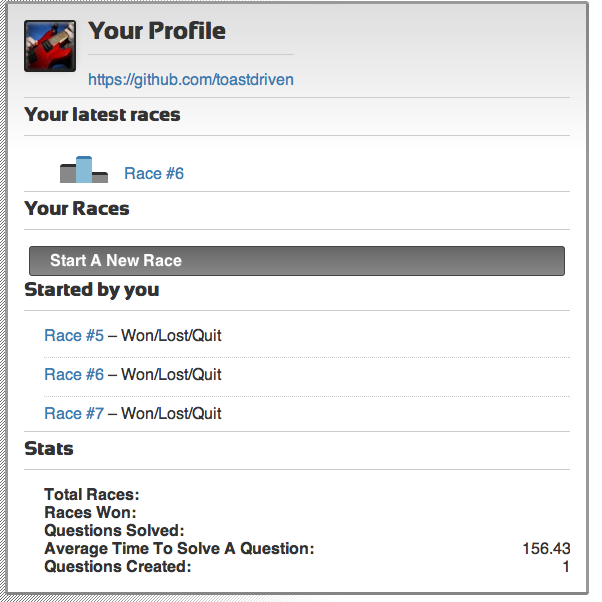 Your Profile
https://github.com/toastdriven
Your latest races
Race #6
Your Races
Start A New Race
Started by you
Race #5 – Won/Lost/Quit
Race #6 – Won/Lost/Quit
Race #7 – Won/Lost/Quit
Stats
Total Races:
Races Won:
Questions Solved:
Average Time To Solve A Question: 156.43
Questions Created: 1